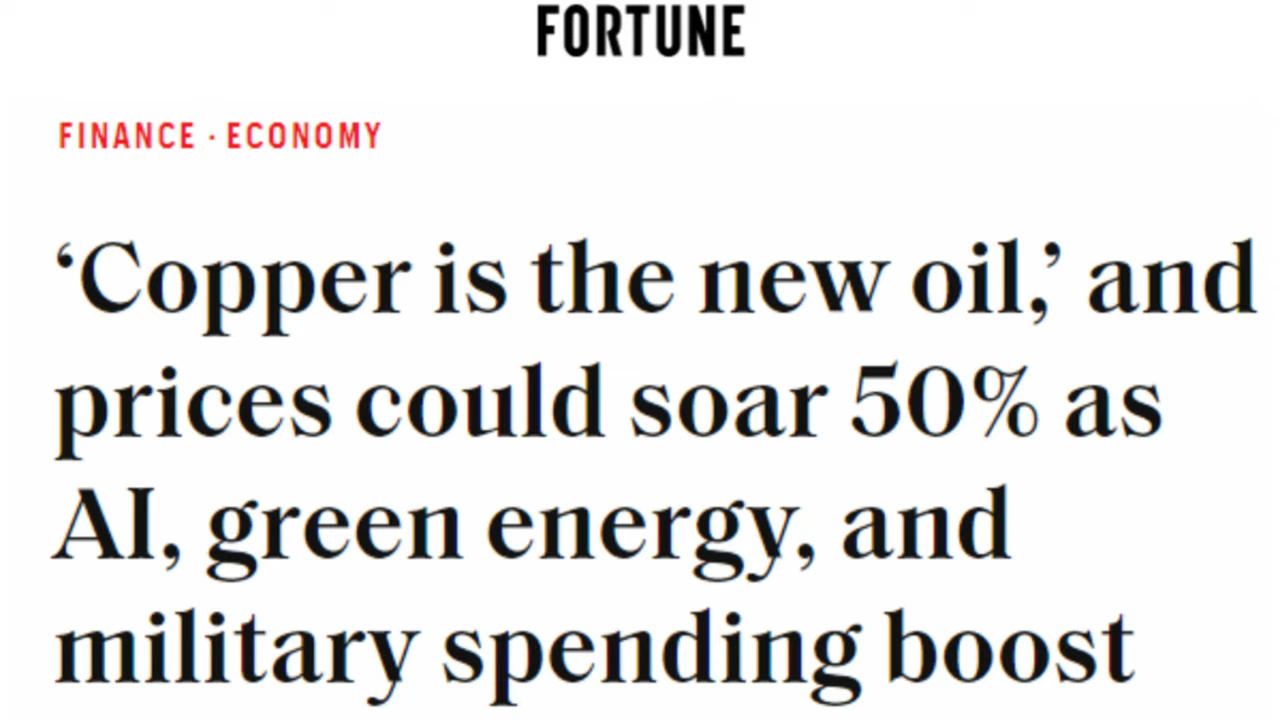 FORTUNE
FINANCE · ECONOMY
‘Copper is the new oil,’ and
prices could soar 50% as
AI, green energy, and
military spending boost